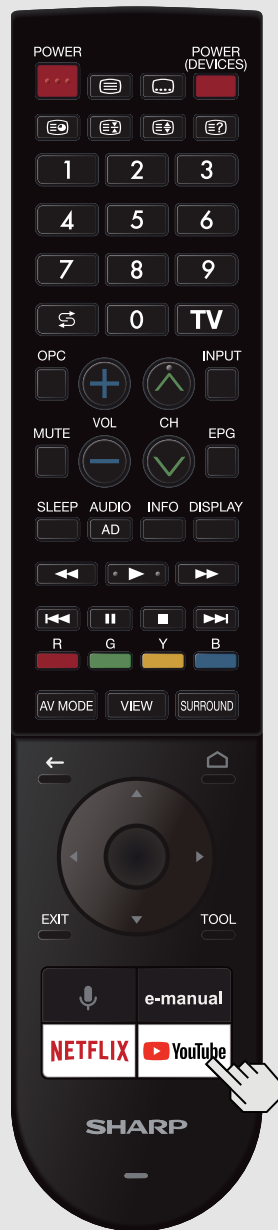 POWER
POWER
(DEVICES)
1 2 3
4 5 6
7 8 9
0 TV
OPC INPUT
MUTE VOL CH EPG
SLEEP AUDIO INFO DISPLAY
AD
R G Y B
AV MODE VIEW SURROUND
EXIT TOOL
e-manual
NETFLIX YouTube
SHARP